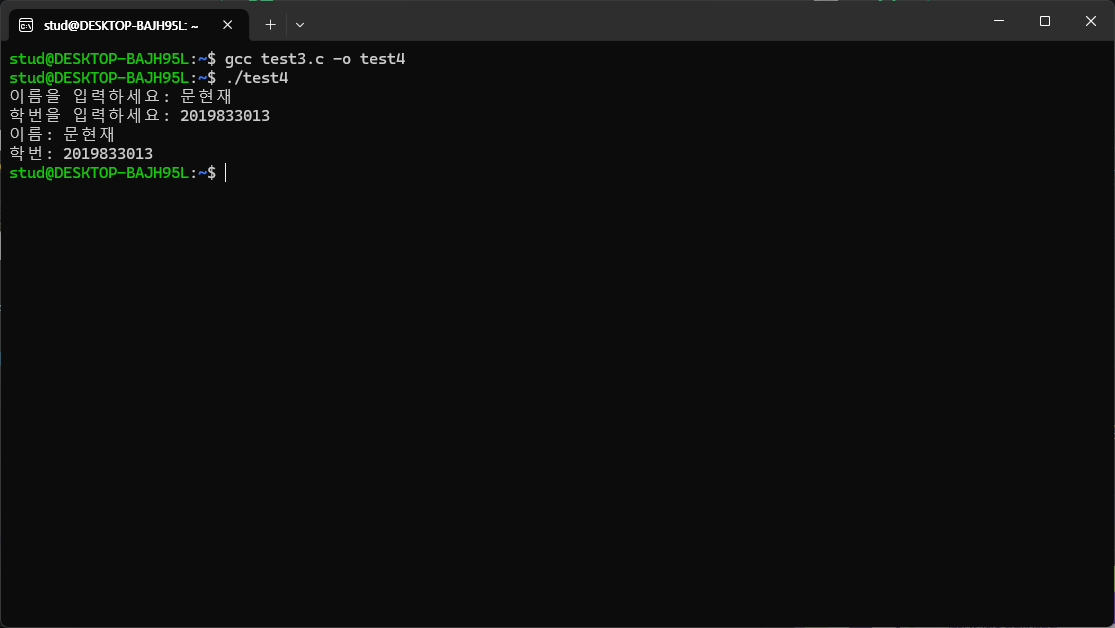 stud@DESKTOP-BAJH95L: ~
stud@DESKTOP-BAJH95L:~$ gcc test3.c -o test4
stud@DESKTOP-BAJH95L:~$ ./test4
이름을 입력하세요: 문현재
학번을 입력하세요: 2019833013
이름: 문현재
학번: 2019833013
stud@DESKTOP-BAJH95L:~$